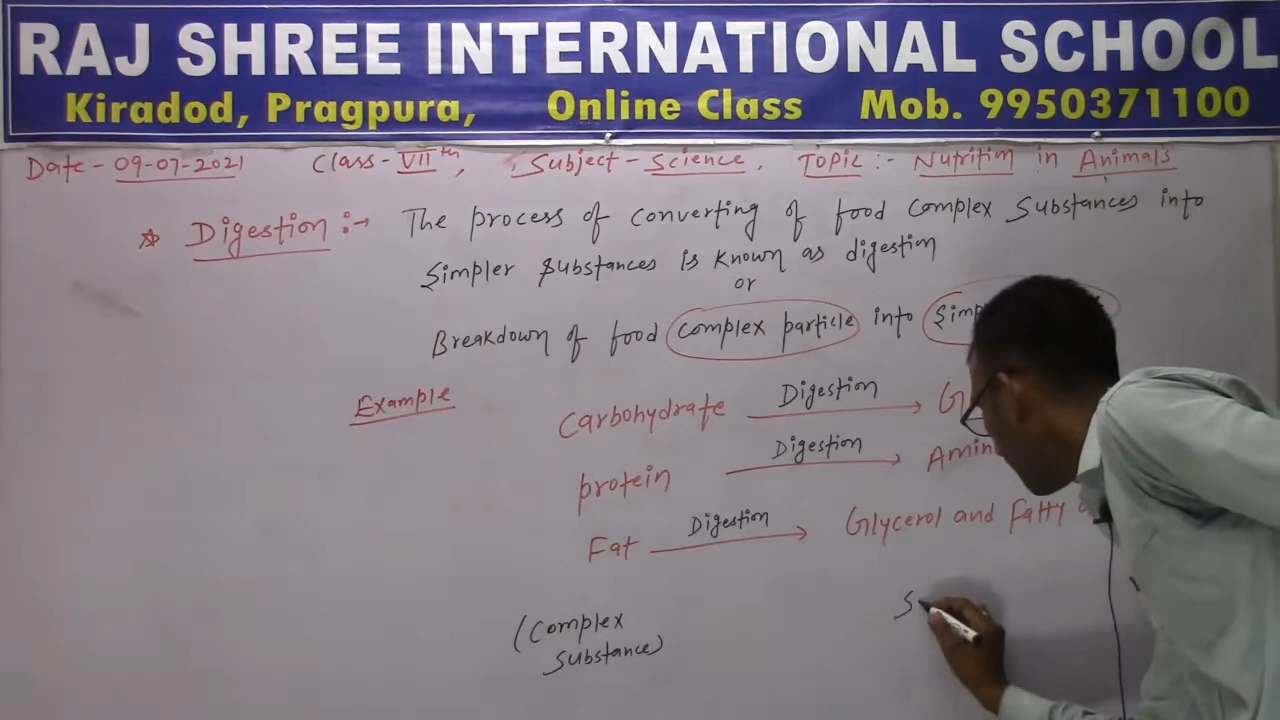 RAJ SHREE INTERNATIONAL SCHOOL
Kiradod, Pragpura, Online Class Mob. 9950371100
Date - 09-07-2021 Class - VIIth, Subject - Science, Topic :- Nutrition in Animals
* Digestion :- The process of converting of food complex substances into
simpler substances is known as digestion
or
Breakdown of food complex particle into
Example
Carbohydrate Digestion
protein Digestion
Fat Digestion Glycerol and Fatty
(Complex
substance)
S